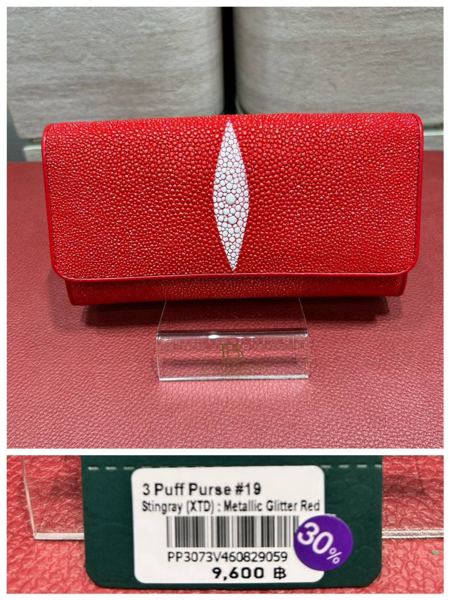 3 Puff Purse #19
Stingray (XTD) : Metallic Glitter Red
30%
PP3073V460829059
9,600 ฿